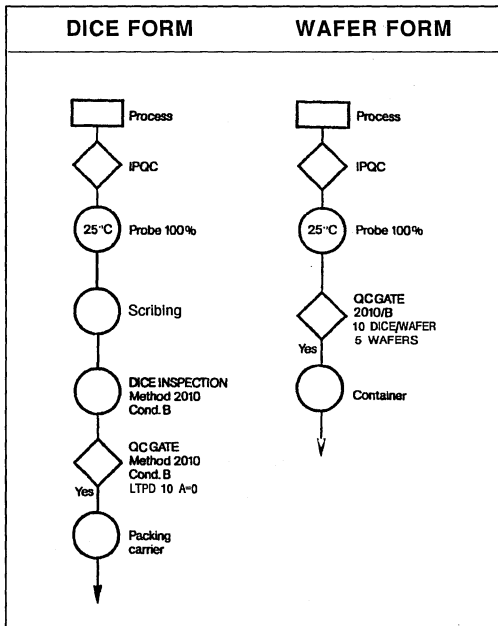 DICE FORM
WAFER FORM
Process
IPQC
25°C Probe 100%
Scribing
DICE INSPECTION
Method 2010
Cond. B
QC GATE
Method 2010
Cond. B
LTPD 10 A=0
Yes
Packing
carrier
Process
IPQC
25°C Probe 100%
QC GATE
2010/B
10 DICE/WAFER
5 WAFERS
Yes
Container